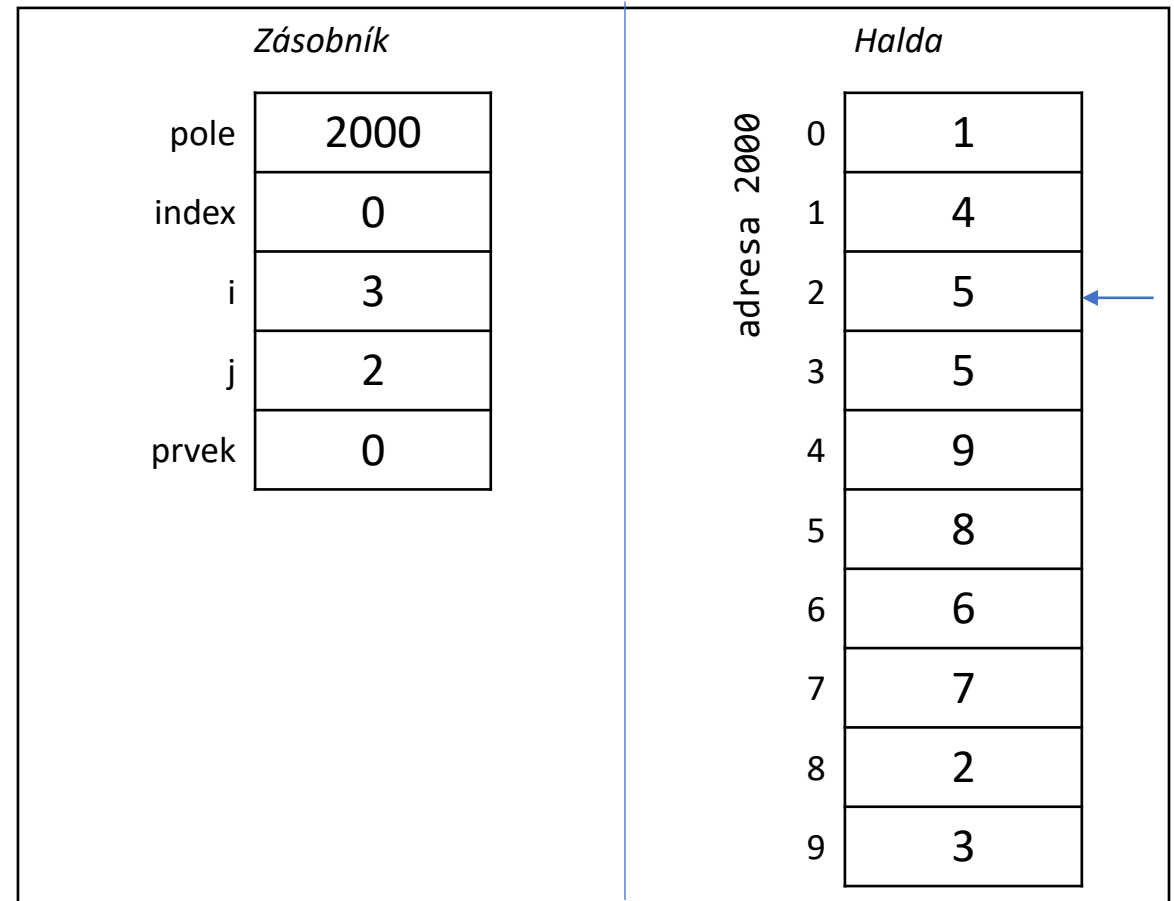 Zásobník
pole 2000
index 0
i 3
j 2
prvek 0
Halda
adresa 2000
0 1
1 4
2 5
3 5
4 9
5 8
6 6
7 7
8 2
9 3